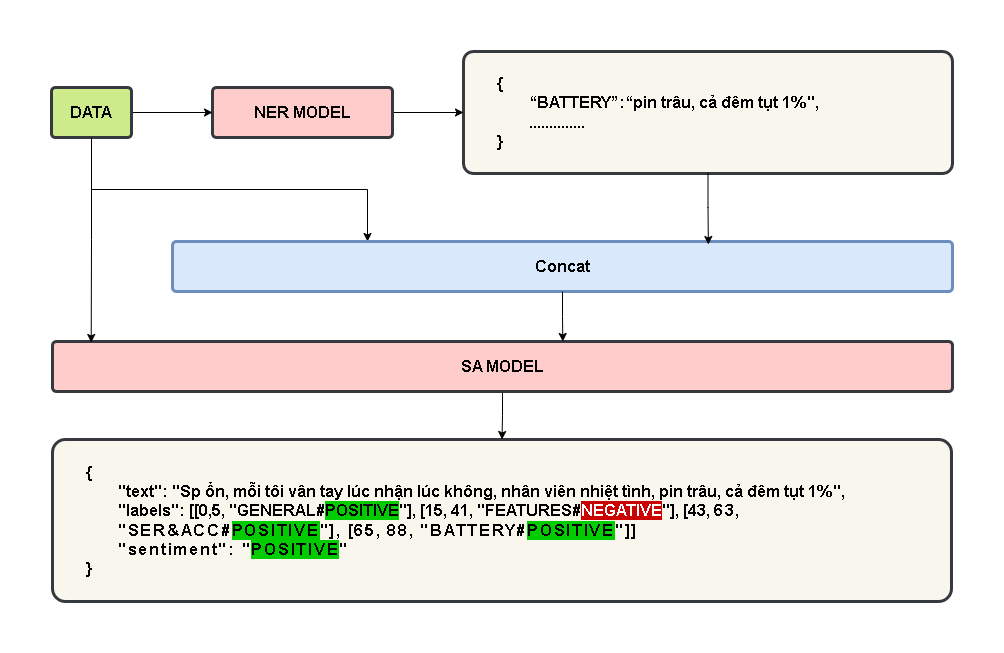 {
“BATTERY”:“pin trâu, cả đêm tụt 1%",
..............
}
DATA
NER MODEL
Concat
SA MODEL
{
"text": "Sp ổn, mỗi tôi vân tay lúc nhận lúc không, nhân viên nhiệt tình, pin trâu, cả đêm tụt 1%",
"labels": [[0,5, "GENERAL#POSITIVE"], [15, 41, "FEATURES#NEGATIVE"], [43, 63,
"SER&ACC#POSITIVE"], [65, 88, "BATTERY#POSITIVE"]]
"sentiment": "POSITIVE"
}